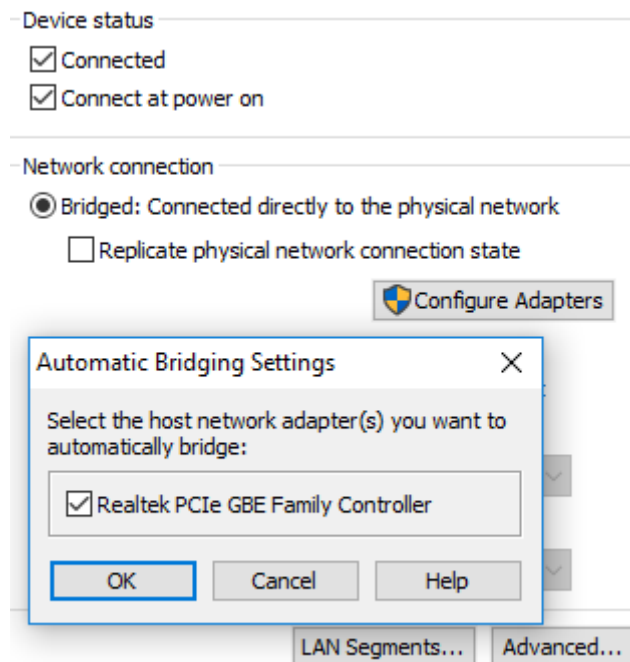 Device status
Connected
Connect at power on
Network connection
Bridged: Connected directly to the physical network
Replicate physical network connection state
Configure Adapters
Automatic Bridging Settings
Select the host network adapter(s) you want to
automatically bridge:
Realtek PCIe GBE Family Controller
OK
Cancel
Help
LAN Segments...
Advanced...